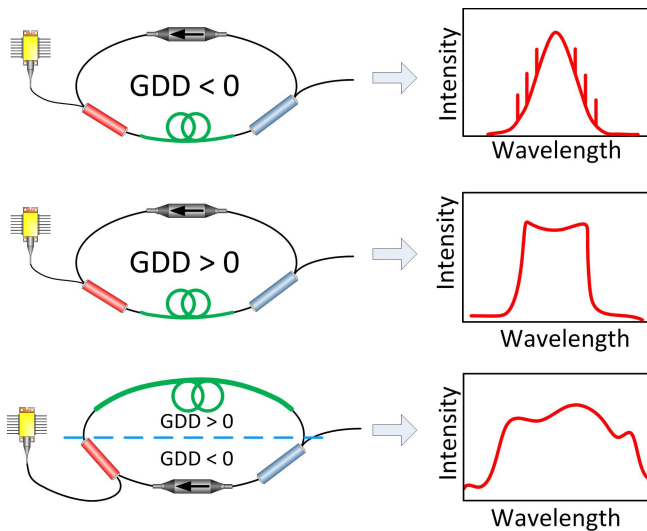 GDD < 0
Intensity
Wavelength
GDD > 0
Intensity
Wavelength
GDD > 0
GDD < 0
Intensity
Wavelength